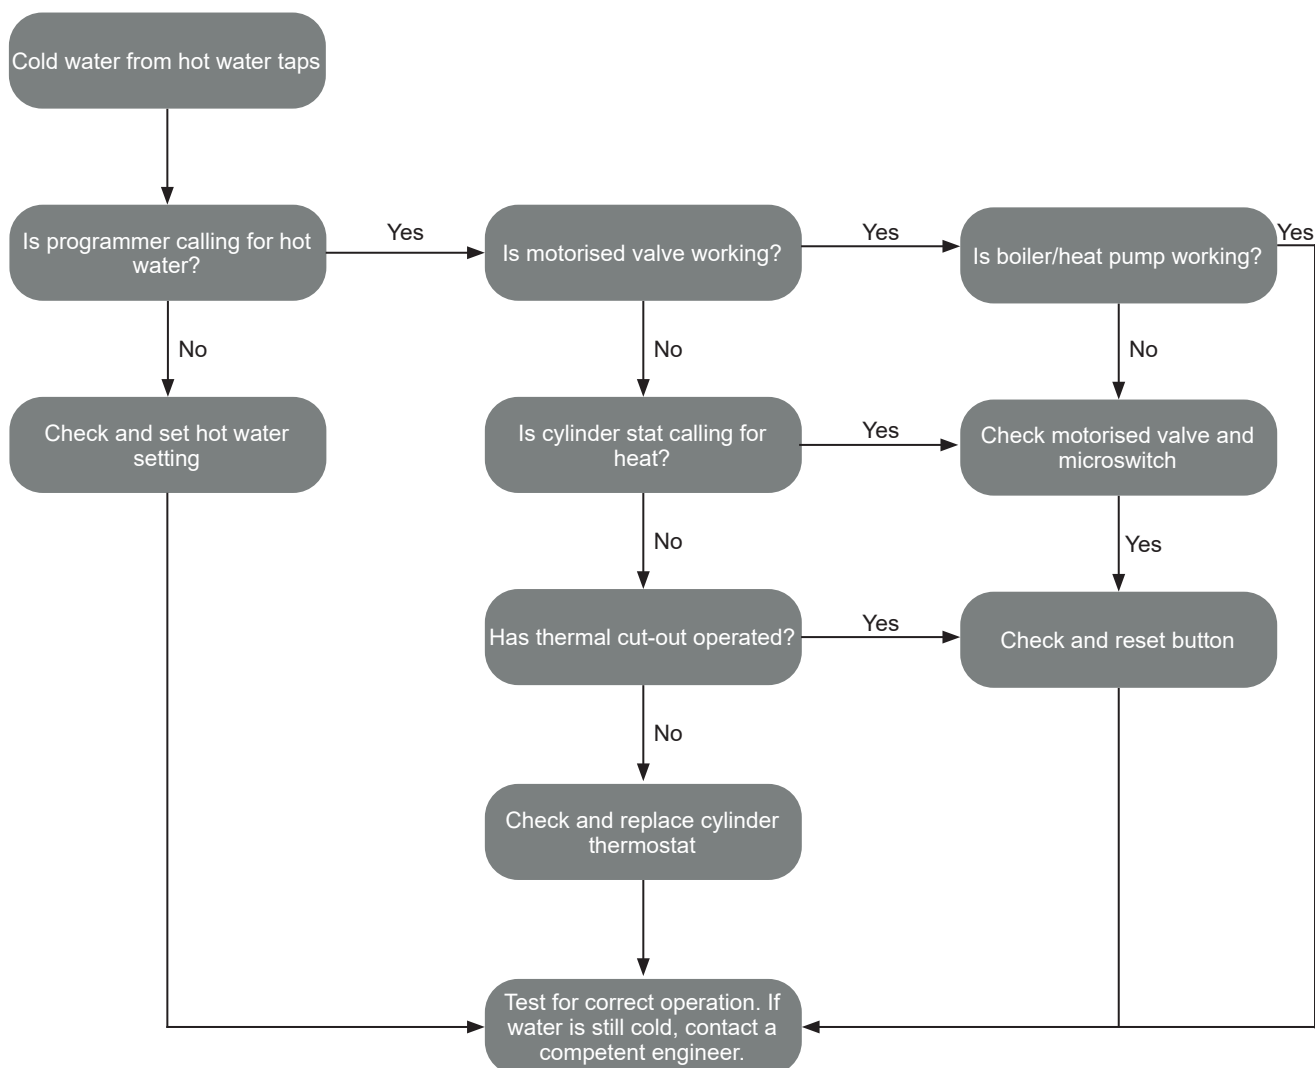 Cold water from hot water taps
Is programmer calling for hot
water?
Yes
Is motorised valve working?
Yes
Is boiler/heat pump working?
Yes
No
No
No
Check and set hot water
setting
Is cylinder stat calling for
heat?
Yes
Check motorised valve and
microswitch
No
Yes
Has thermal cut-out operated?
Yes
Check and reset button
No
Check and replace cylinder
thermostat
Test for correct operation. If
water is still cold, contact a
competent engineer.